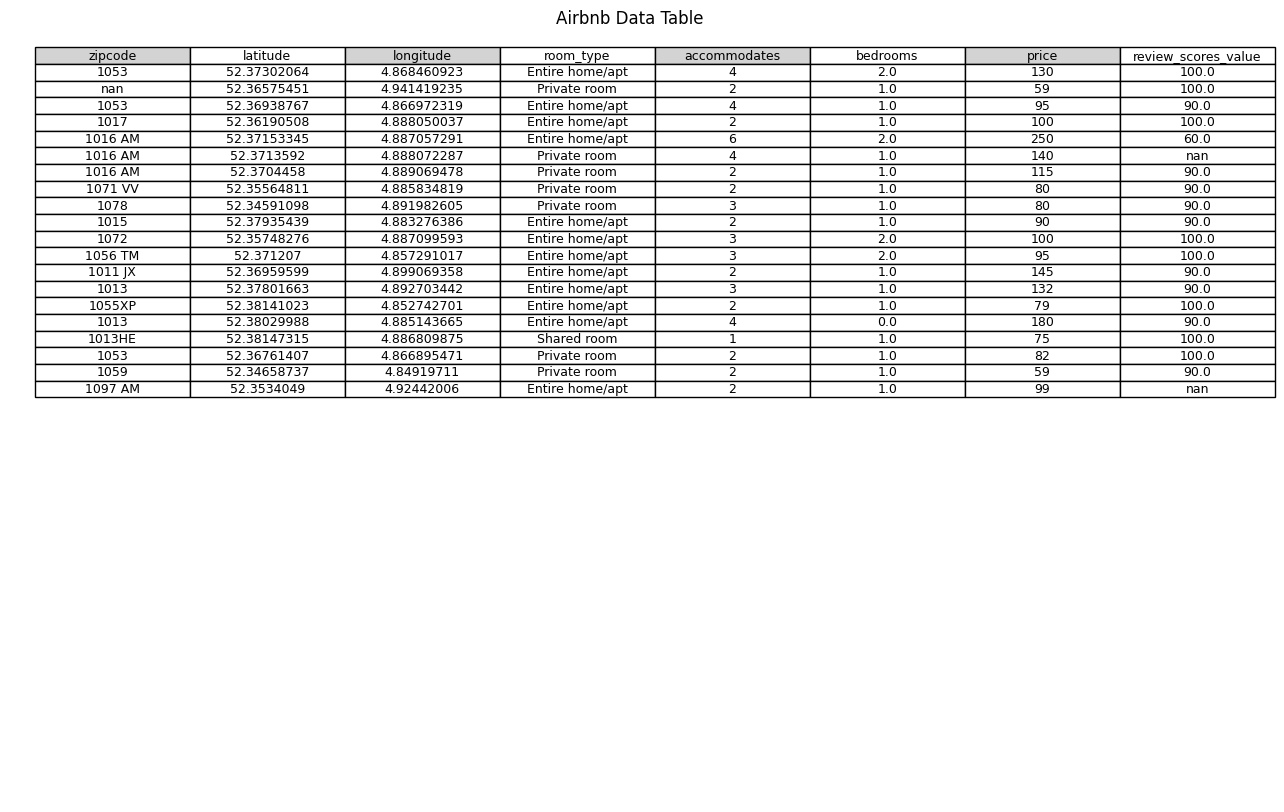 Airbnb Data Table
zipcode latitude longitude room_type accommodates bedrooms price review_scores_value
1053 52.37302064 4.868460923 Entire home/apt 4 2.0 130 100.0
nan 52.36575451 4.941419235 Private room 2 1.0 59 100.0
1053 52.36938767 4.866972319 Entire home/apt 4 1.0 95 90.0
1017 52.36190508 4.888050037 Entire home/apt 2 1.0 100 100.0
1016 AM 52.37153345 4.887057291 Entire home/apt 6 2.0 250 60.0
1016 AM 52.3713592 4.888072287 Private room 4 1.0 140 nan
1016 AM 52.3704458 4.889069478 Private room 2 1.0 115 90.0
1071 VV 52.35564811 4.885834819 Private room 2 1.0 80 90.0
1078 52.34591098 4.891982605 Private room 3 1.0 80 90.0
1015 52.37935439 4.883276386 Entire home/apt 2 1.0 90 90.0
1072 52.35748276 4.887099593 Entire home/apt 3 2.0 100 100.0
1056 TM 52.371207 4.857291017 Entire home/apt 3 2.0 95 100.0
1011 JX 52.36959599 4.899069358 Entire home/apt 2 1.0 145 90.0
1013 52.37801663 4.892703442 Entire home/apt 3 1.0 132 90.0
1055XP 52.38141023 4.852742701 Entire home/apt 2 1.0 79 100.0
1013 52.38029988 4.885143665 Entire home/apt 4 0.0 180 90.0
1013HE 52.38147315 4.886809875 Shared room 1 1.0 75 100.0
1053 52.36761407 4.866895471 Private room 2 1.0 82 100.0
1059 52.34658737 4.84919711 Private room 2 1.0 59 90.0
1097 AM 52.3534049 4.92442006 Entire home/apt 2 1.0 99 nan